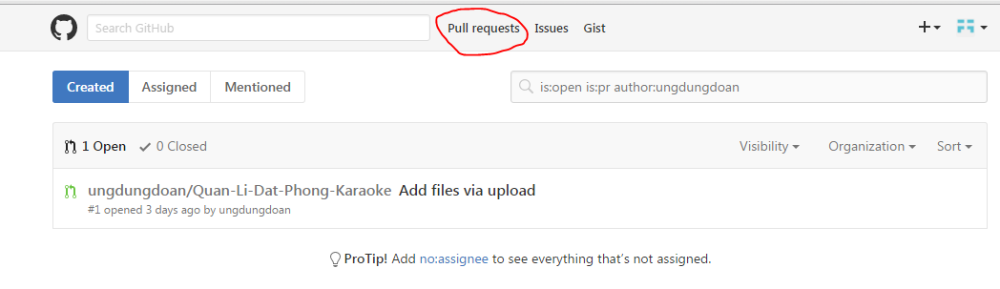 Search GitHub Pull requests Issues Gist
Created Assigned Mentioned is:open is:pr author:ungdungdoan
1 Open 0 Closed Visibility Organization Sort
ungdungdoan/Quan-Li-Dat-Phong-Karaoke Add files via upload
#1 opened 3 days ago by ungdungdoan
ProTip! Add no:assignee to see everything that's not assigned.